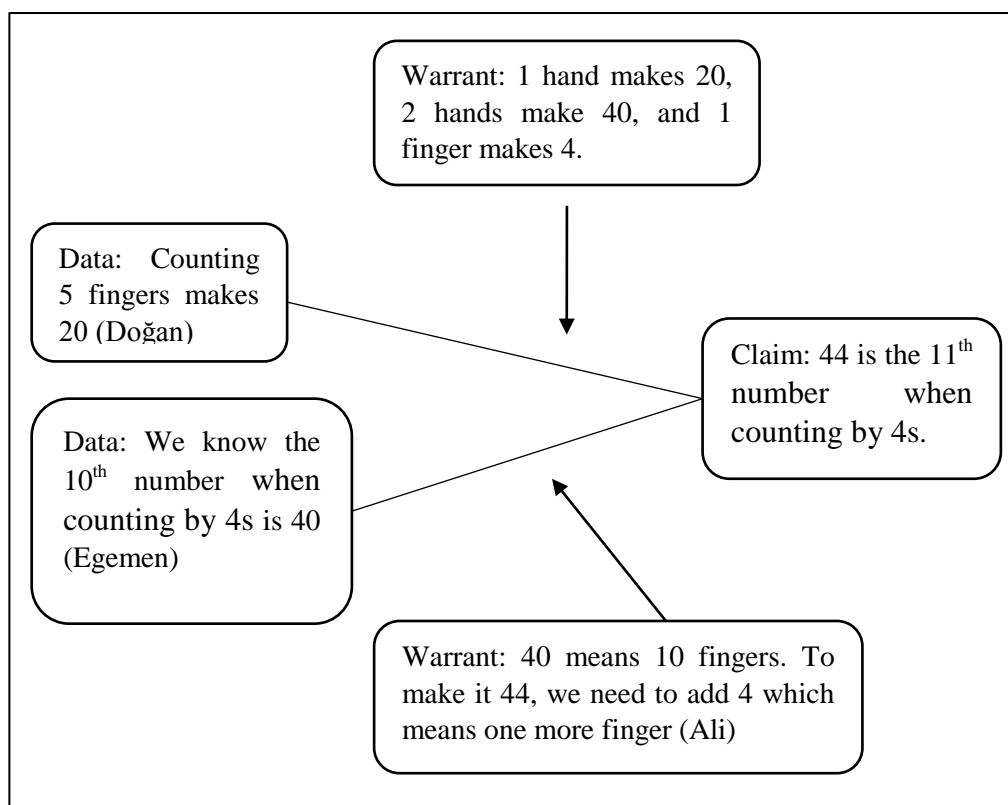 Warrant: 1 hand makes 20,
2 hands make 40, and 1
finger makes 4.
Data: Counting
5 fingers makes
20 (Doğan)
Claim: 44 is the 11th
number when
counting by 4s.
Data: We know the
10th number when
counting by 4s is 40
(Egemen)
Warrant: 40 means 10 fingers. To
make it 44, we need to add 4 which
means one more finger (Ali)